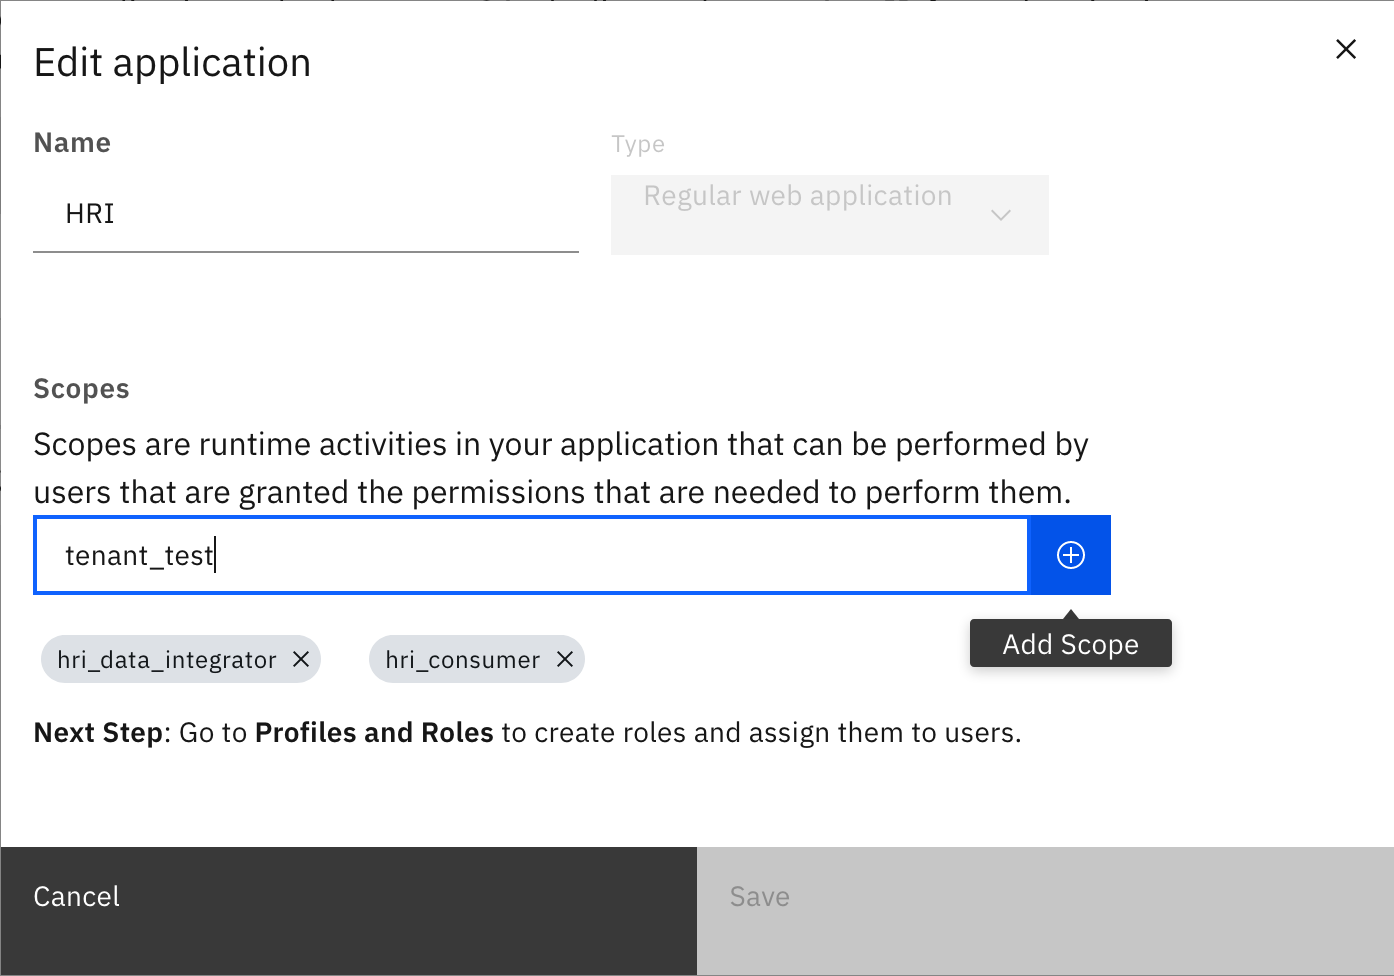 Edit application
Name
Type
HRI
Regular web application
Scopes
Scopes are runtime activities in your application that can be performed by
users that are granted the permissions that are needed to perform them.
tenant_test
Add Scope
hri_data_integrator
hri_consumer
Next Step: Go to Profiles and Roles to create roles and assign them to users.
Cancel
Save